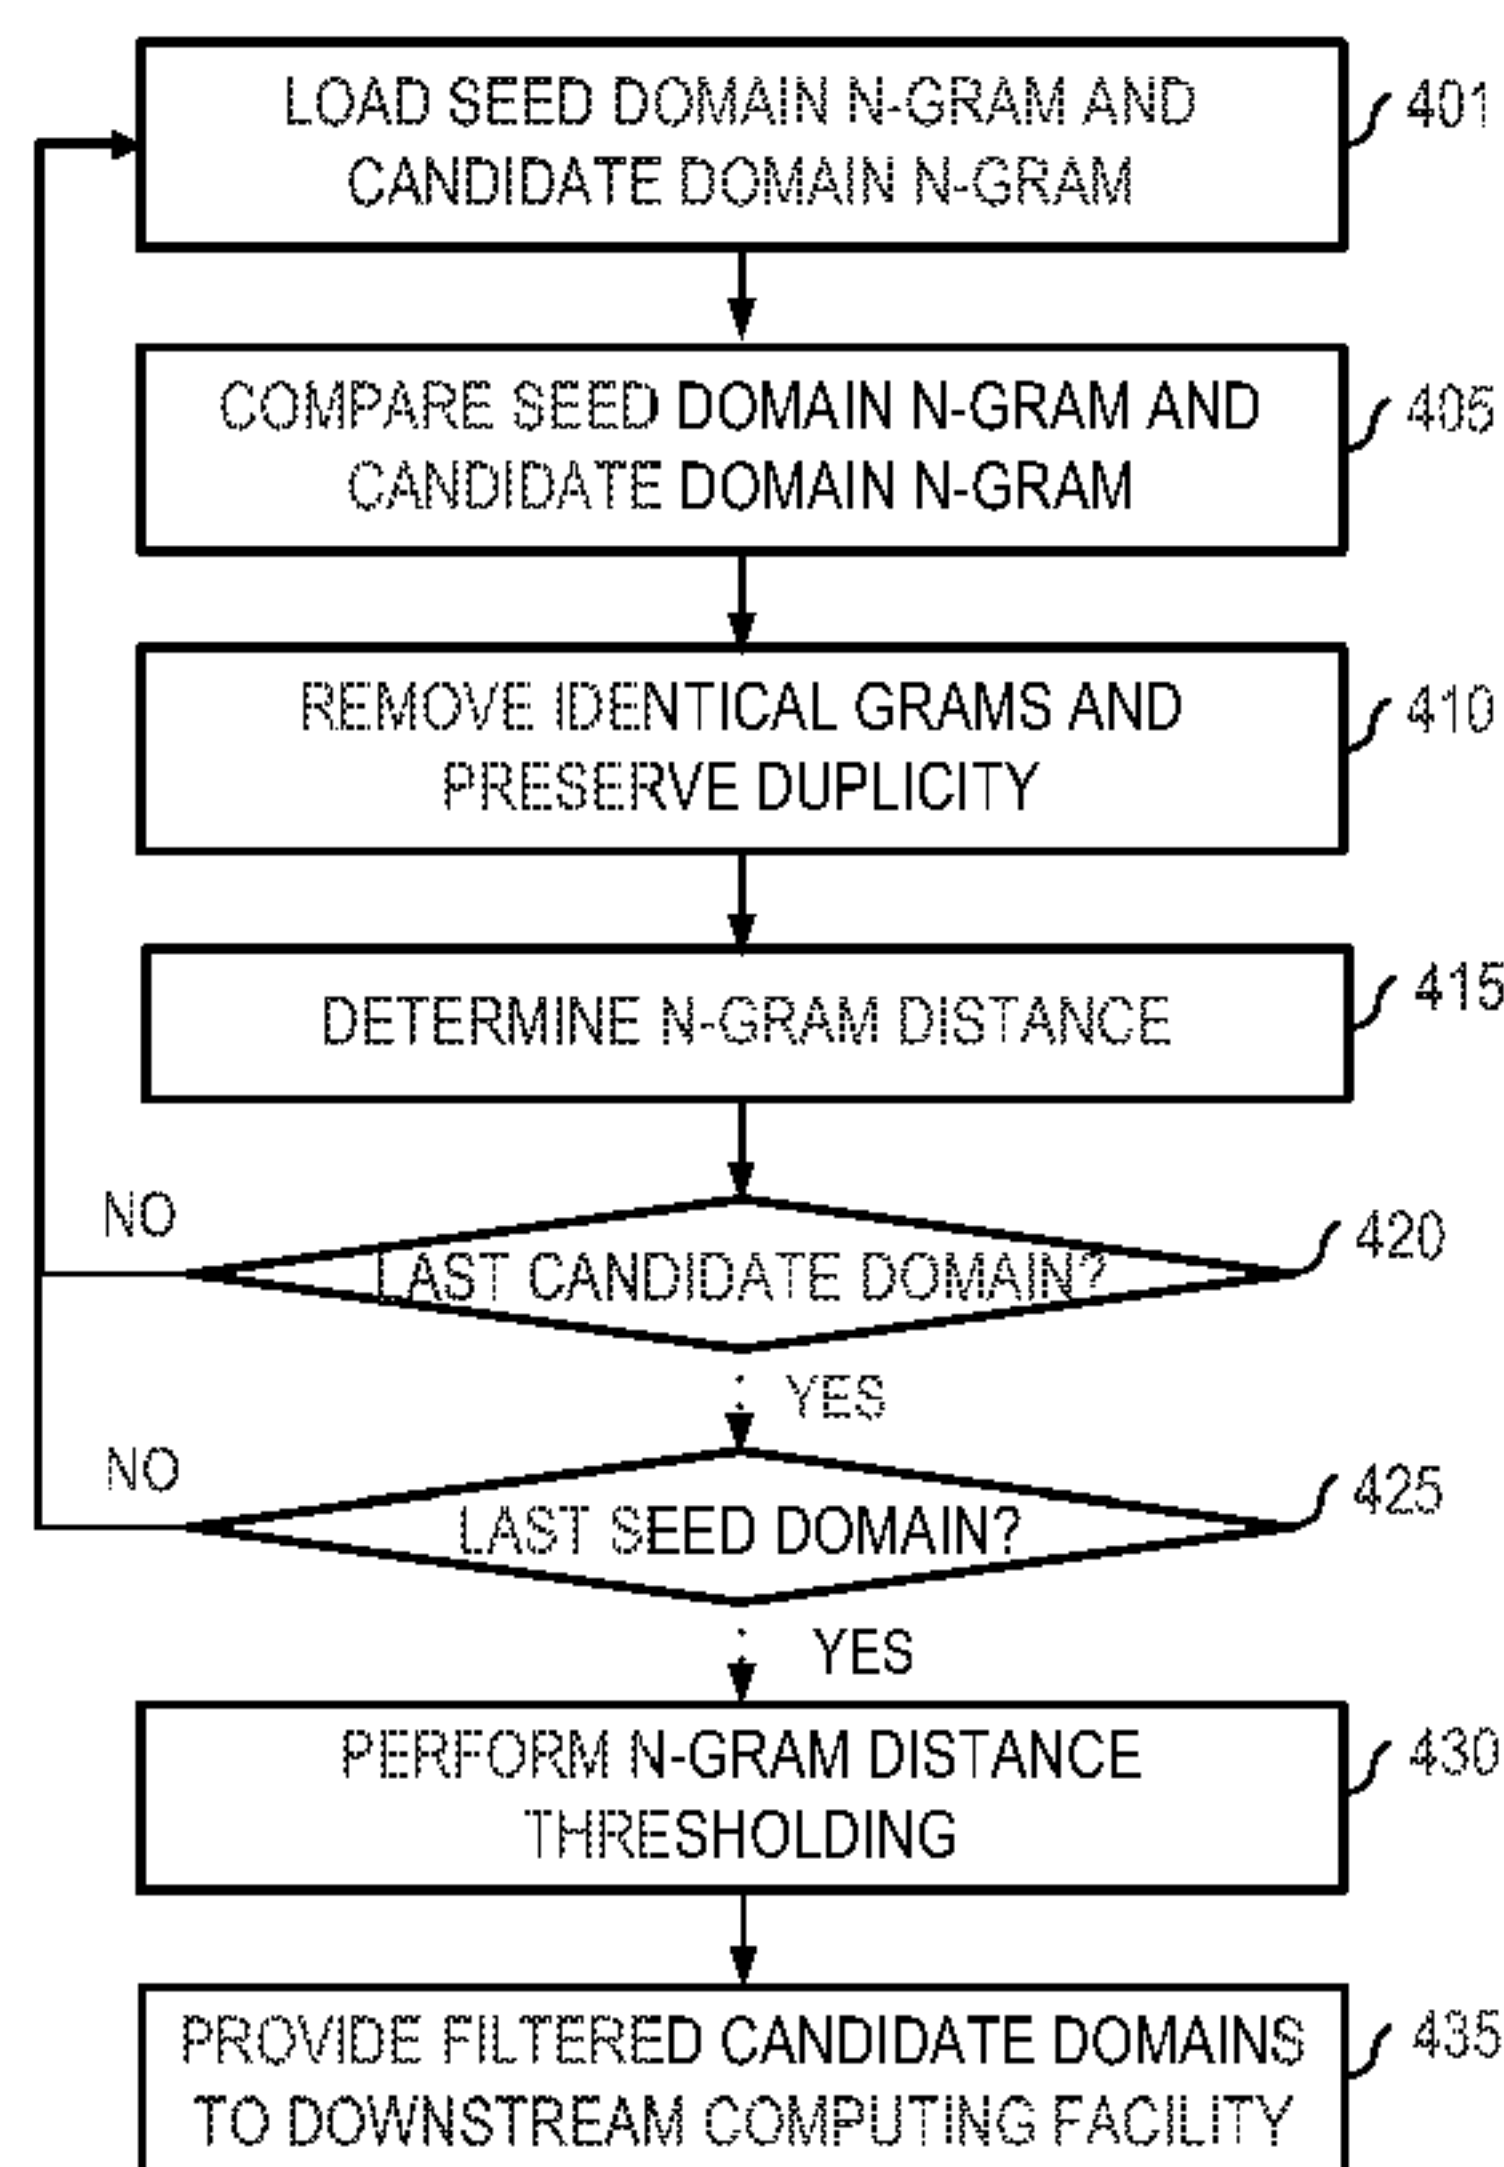 LOAD SEED DOMAIN N-GRAM AND
CANDIDATE DOMAIN N-GRAM
401
COMPARE SEED DOMAIN N-GRAM AND
CANDIDATE DOMAIN N-GRAM
405
REMOVE IDENTICAL GRAMS AND
PRESERVE DUPLICITY
410
DETERMINE N-GRAM DISTANCE
415
NO
LAST CANDIDATE DOMAIN?
420
YES
NO
LAST SEED DOMAIN?
425
YES
PERFORM N-GRAM DISTANCE
THRESHOLDING
430
PROVIDE FILTERED CANDIDATE DOMAINS
TO DOWNSTREAM COMPUTING FACILITY
435